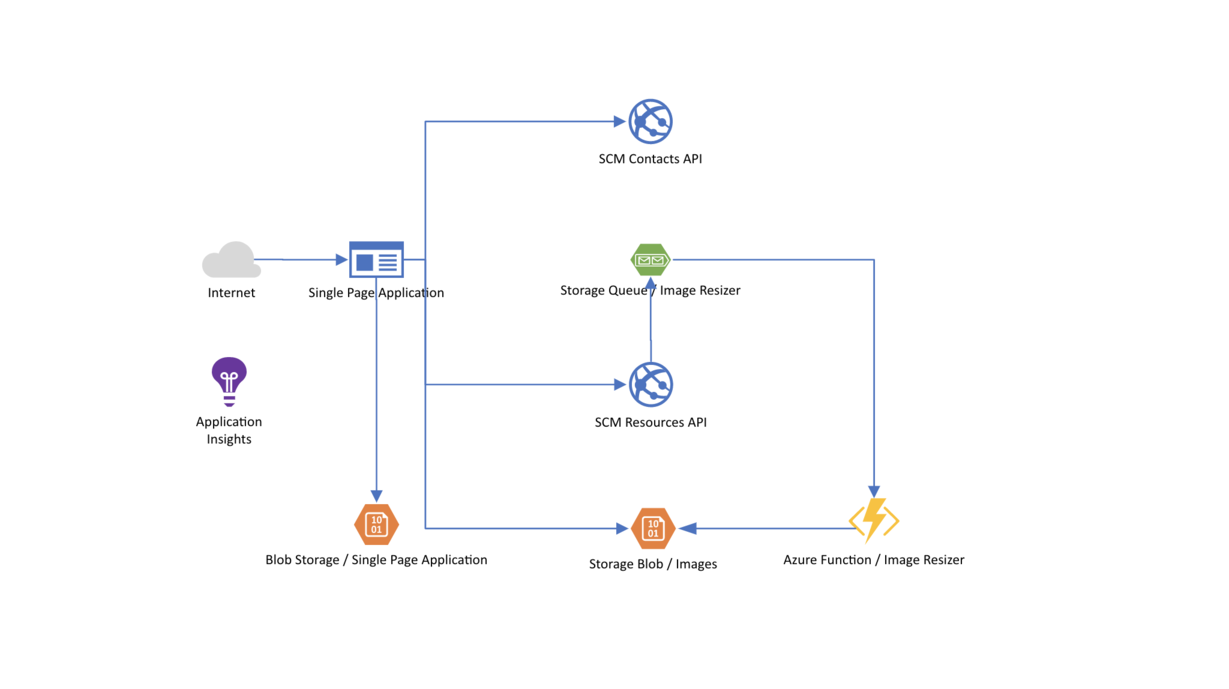 SCM Contacts API
Internet
Single Page Application
Storage Queue / Image Resizer
Application
Insights
SCM Resources API
10
01
Blob Storage / Single Page Application
10
01
Storage Blob / Images
Azure Function / Image Resizer